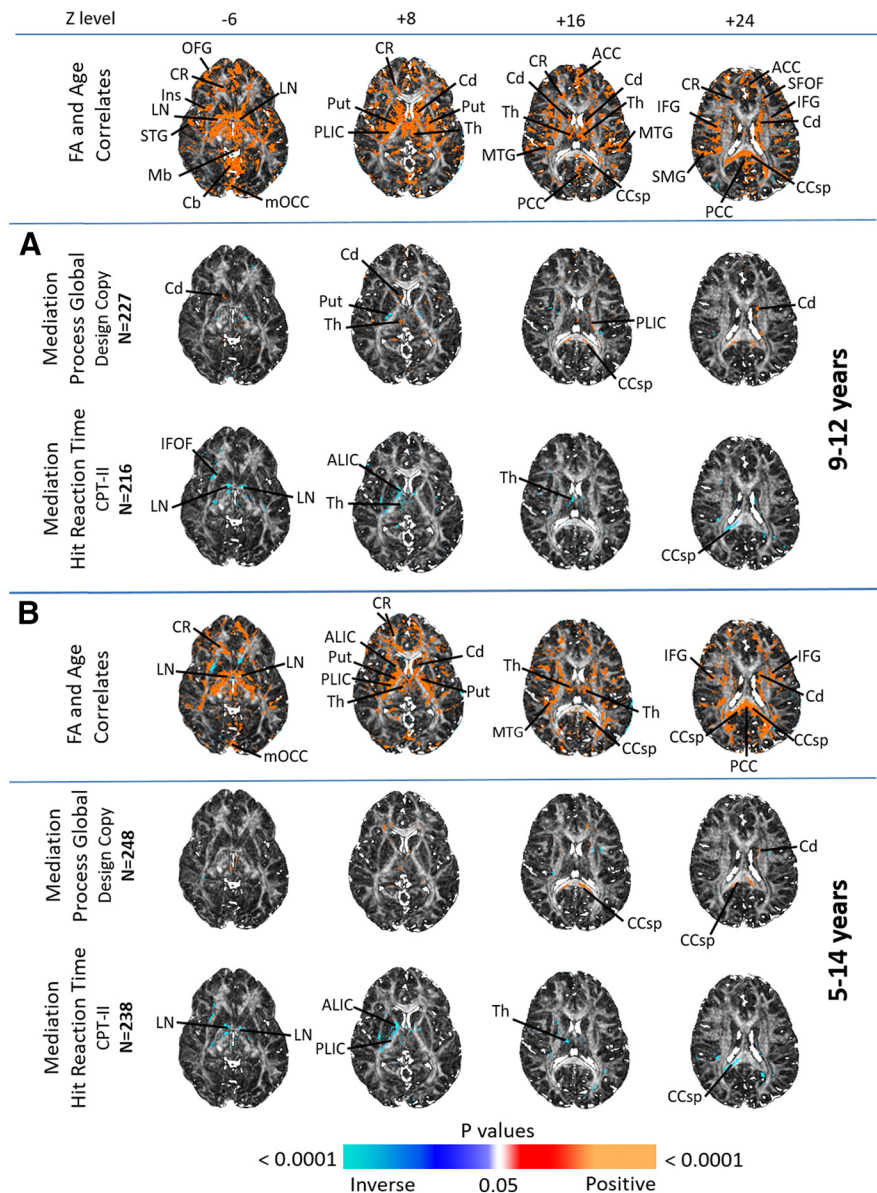 Z level -6 +8 +16 +24
FA and Age
Correlates
OFG
CR
Ins
LN
STG
Mb
Cb
LN
mOCC
CR
Put
PLIC
Cd
Put
Th
CR
Cd
Th
MTG
PCC
ACC
Cd
Th
MTG
CCsp
CR
IFG
SMG
PCC
ACC
SFOF
IFG
Cd
CCsp
A
Mediation
Process Global
Design Copy
N=227
Cd
Cd
Put
Th
PLIC
CCsp
Cd
9-12 years
Mediation
Hit Reaction Time
CPT-II
N=216
IFOF
LN
LN
ALIC
Th
Th
CCsp
B
FA and Age
Correlates
CR
LN
LN
mOCC
CR
ALIC
Put
PLIC
Th
Cd
Put
Th
MTG
Th
CCsp
IFG
CCsp
PCC
IFG
Cd
CCsp
Mediation
Process Global
Design Copy
N=248
CCsp
Cd
CCsp
5-14 years
Mediation
Hit Reaction Time
CPT-II
N=238
LN
LN
ALIC
PLIC
Th
CCsp
P values
< 0.0001 < 0.0001
Inverse 0.05 Positive